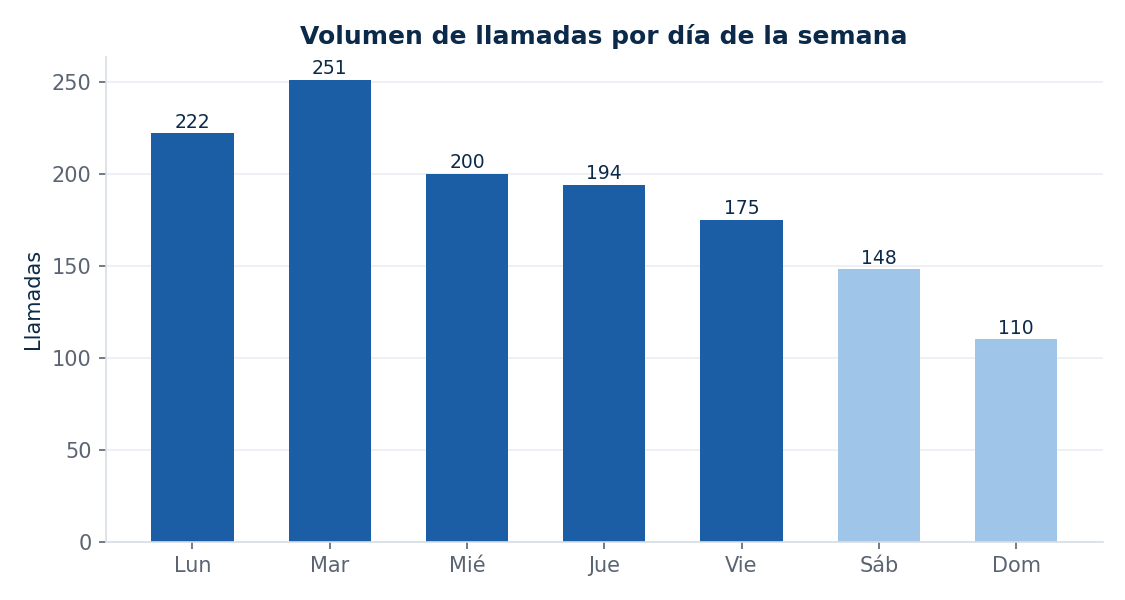 Volumen de llamadas por día de la semana
Llamadas
250
200
150
100
50
0
222
251
200
194
175
148
110
Lun
Mar
Mié
Jue
Vie
Sáb
Dom